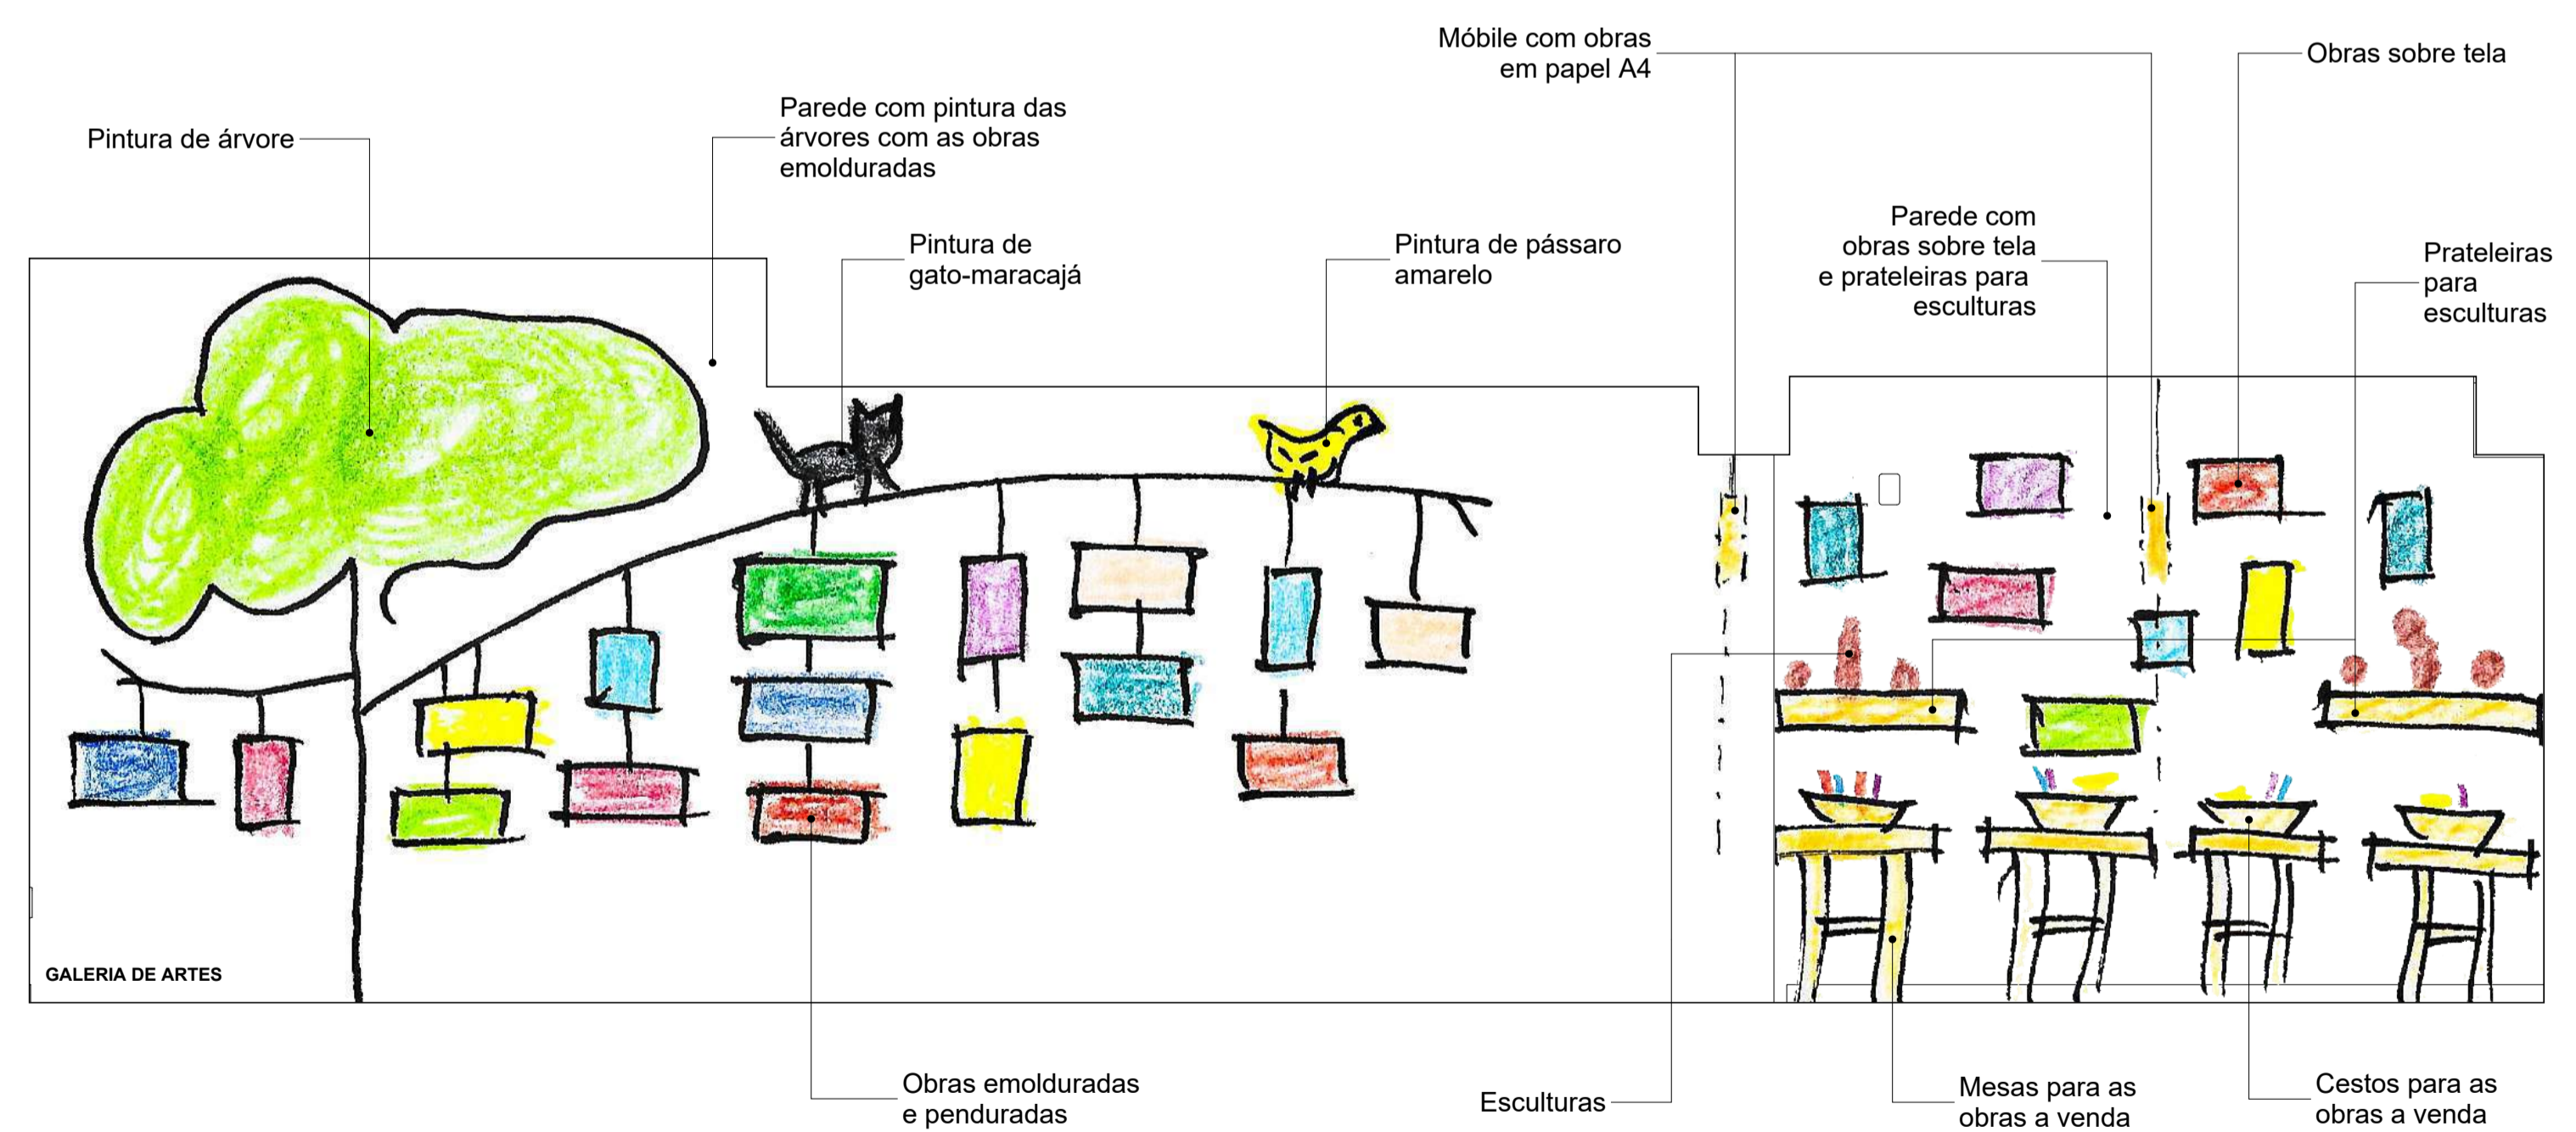 Móbile com obras
em papel A4
Obras sobre tela
Parede com pintura das
árvores com as obras
emolduradas
Pintura de árvore
Parede com
obras sobre tela
e prateleiras para
esculturas
Pintura de
gato-maracajá
Pintura de pássaro
amarelo
Prateleiras
para
esculturas
GALERIA DE ARTES
Obras emolduradas
e penduradas
Esculturas
Mesas para as
obras a venda
Cestos para as
obras a venda